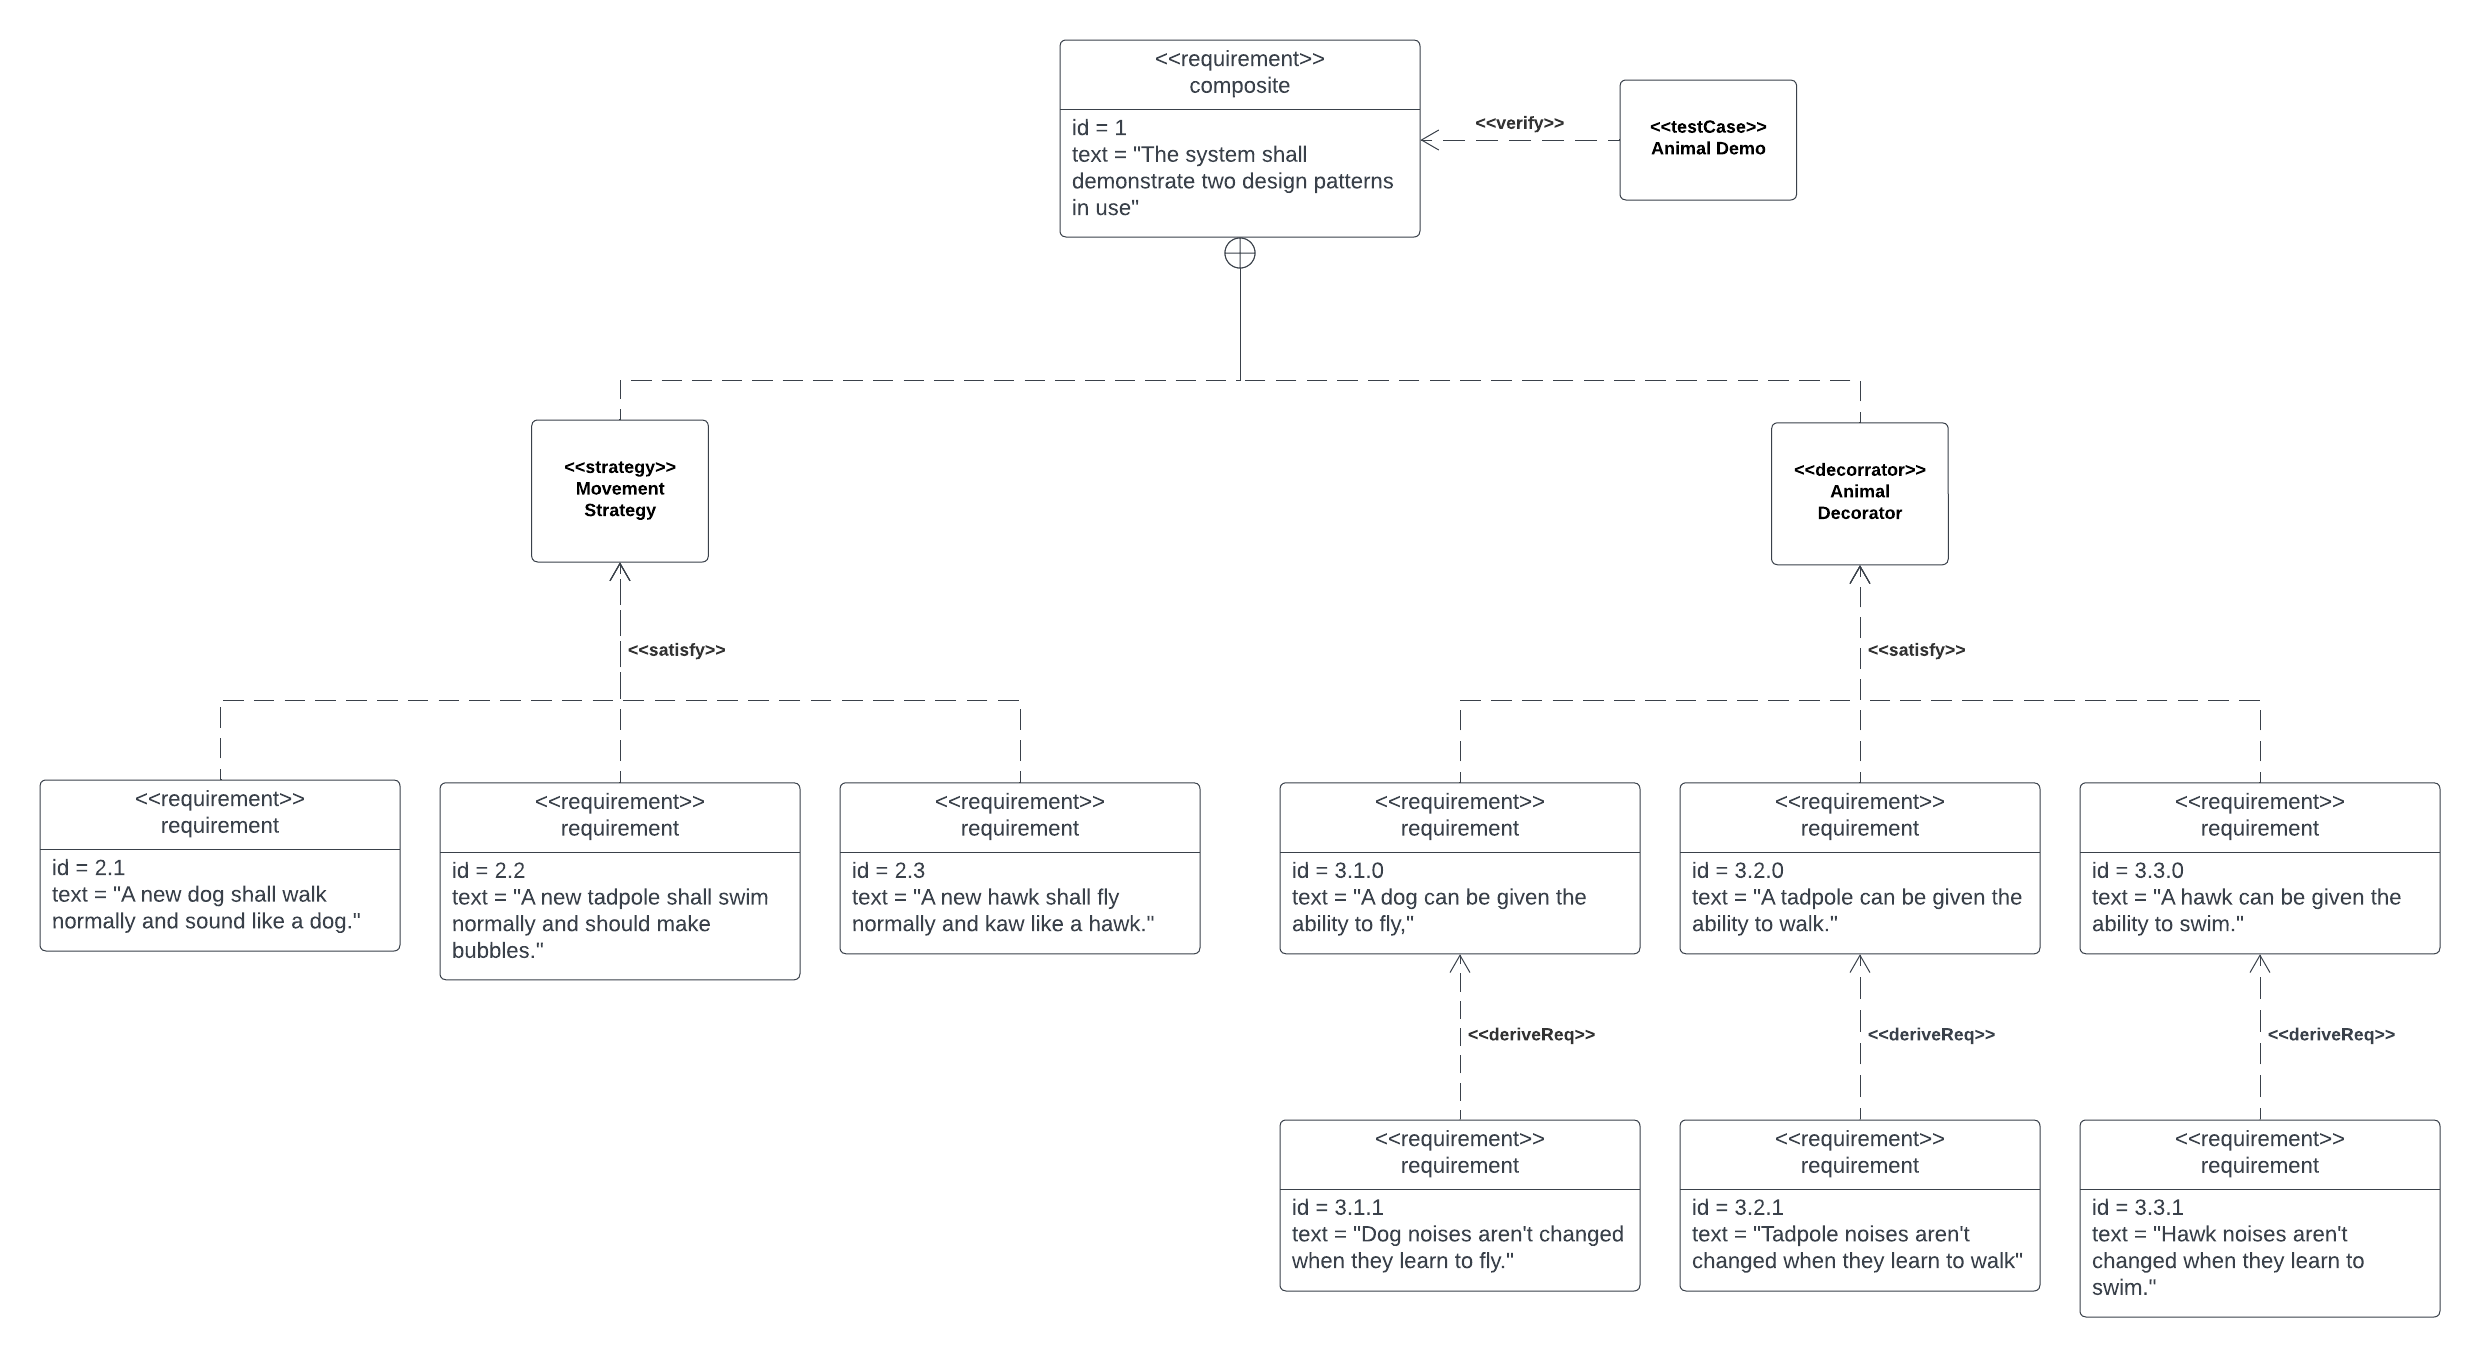 <<requirement>>
composite
id = 1
text = "The system shall
demonstrate two design patterns
in use"
<<verify>>
<<testCase>>
Animal Demo
<<strategy>>
Movement
Strategy
<<decorrator>>
Animal
Decorator
<<satisfy>>
<<satisfy>>
<<requirement>>
requirement
id = 2.1
text = "A new dog shall walk
normally and sound like a dog."
<<requirement>>
requirement
id = 2.2
text = "A new tadpole shall swim
normally and should make
bubbles."
<<requirement>>
requirement
id = 2.3
text = "A new hawk shall fly
normally and kaw like a hawk."
<<requirement>>
requirement
id = 3.1.0
text = "A dog can be given the
ability to fly,"
<<requirement>>
requirement
id = 3.2.0
text = "A tadpole can be given the
ability to walk."
<<requirement>>
requirement
id = 3.3.0
text = "A hawk can be given the
ability to swim."
<<deriveReq>>
<<deriveReq>>
<<deriveReq>>
<<requirement>>
requirement
id = 3.1.1
text = "Dog noises aren't changed
when they learn to fly."
<<requirement>>
requirement
id = 3.2.1
text = "Tadpole noises aren't
changed when they learn to walk"
<<requirement>>
requirement
id = 3.3.1
text = "Hawk noises aren't
changed when they learn to
swim."